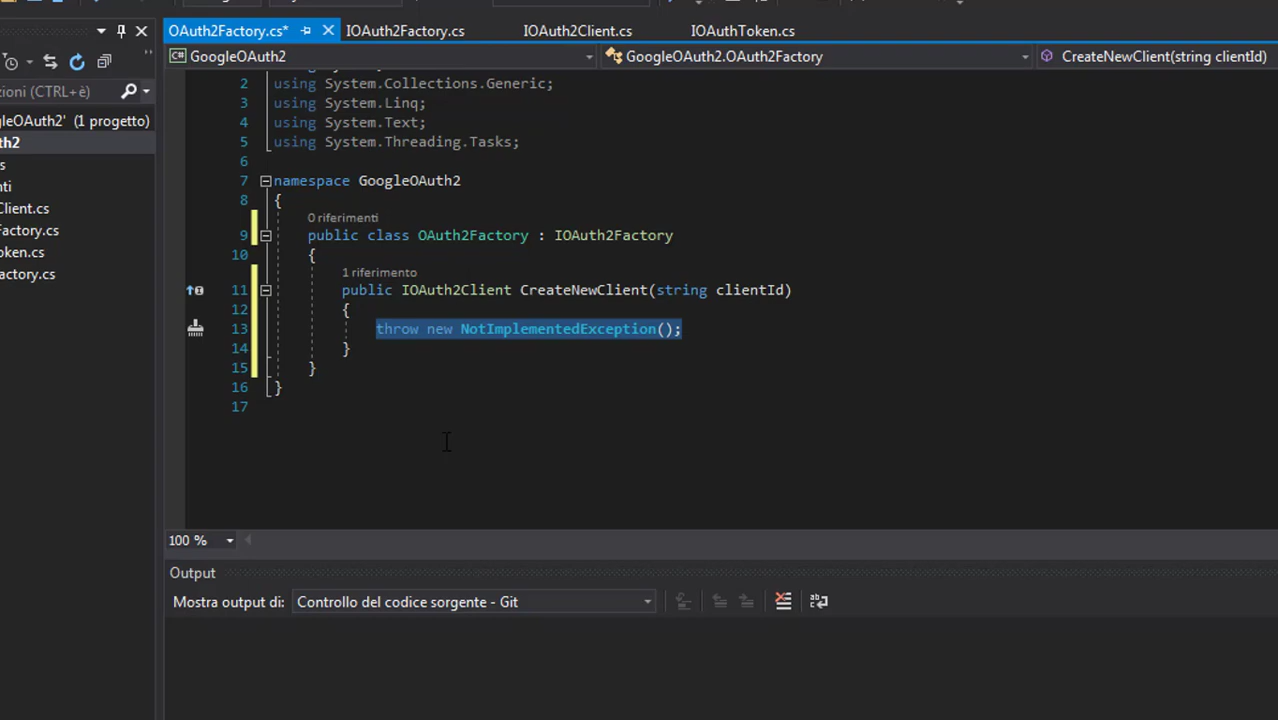 OAuth2Factory.cs* IOAuth2Factory.cs IOAuth2Client.cs IOAuthToken.cs
GoogleOAuth2 GoogleOAuth2.OAuth2Factory CreateNewClient(string clientId)
zioni (CTRL+è)
gleOAuth2' (1 progetto)
th2
s
nti
Client.cs
Factory.cs
oken.cs
actory.cs
2 using System.Collections.Generic;
3 using System.Linq;
4 using System.Text;
5 using System.Threading.Tasks;
6
7 namespace GoogleOAuth2
8 {
0 riferimenti
9 public class OAuth2Factory : IOAuth2Factory
10 {
1 riferimento
11 public IOAuth2Client CreateNewClient(string clientId)
12 {
13 throw new NotImplementedException();
14 }
15 }
16 }
17
100 %
Output
Mostra output di: Controllo del codice sorgente - Git